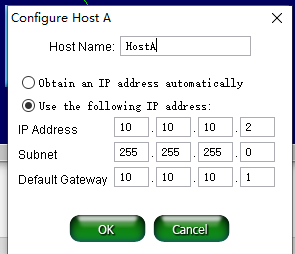 Configure Host A
Host Name: HostA
Obtain an IP address automatically
Use the following IP address:
IP Address 10 . 10 . 10 . 2
Subnet 255 . 255 . 255 . 0
Default Gateway 10 . 10 . 10 . 1
OK Cancel